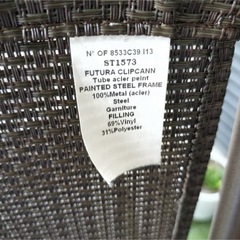 N° OF 8533C39 I13
ST1573
FUTURA CLIPCANN
Tube acier peint
PAINTED STEEL FRAME
100%Metal (acier)
Steel
Garniture
FILLING
69%Vinyl
31%Polyester